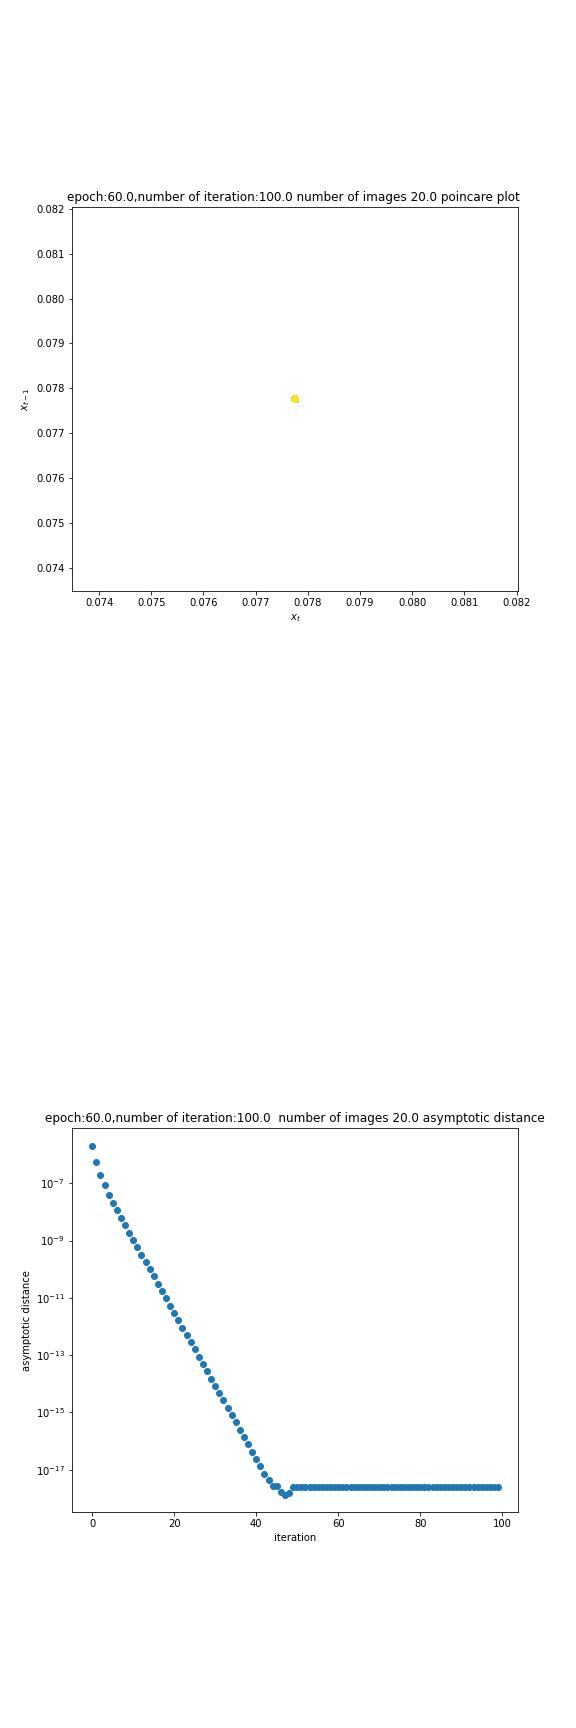 epoch:60.0,number of iteration:100.0 number of images 20.0 poincare plot
0.082
0.081
0.080
0.079
0.078
0.077
0.076
0.075
0.074
x_{t-1}
0.074 0.075 0.076 0.077 0.078 0.079 0.080 0.081 0.082
x_t
epoch:60.0,number of iteration:100.0  number of images 20.0 asymptotic distance
10^{-7}
10^{-9}
10^{-11}
10^{-13}
10^{-15}
10^{-17}
asymptotic distance
0 20 40 60 80 100
iteration